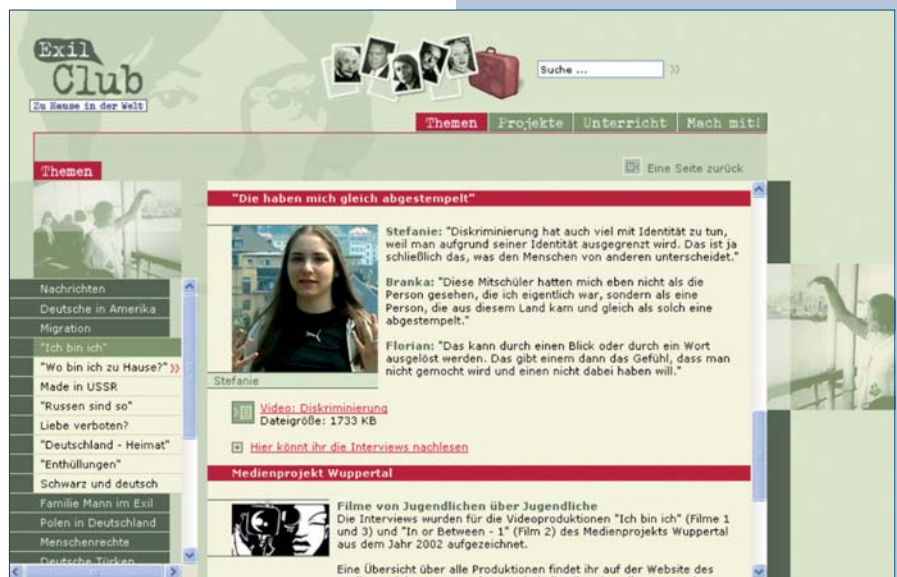 Exil
Club
Zu Hause in der Welt
Suche ...
Themen
Projekte
Unterricht
Mach mit!
Themen
Eine Seite zurück
Nachrichten
Deutsche in Amerika
Migration
"Ich bin ich"
"Wo bin ich zu Hause?"
Made in USSR
"Russen sind so"
Liebe verboten?
"Deutschland - Heimat"
"Enthüllungen"
Schwarz und deutsch
Familie Mann im Exil
Polen in Deutschland
Menschenrechte
Deutsche Türken
"Die haben mich gleich abgestempelt"
Stefanie: "Diskriminierung hat auch viel mit Identität zu tun,
weil man aufgrund seiner Identität ausgegrenzt wird. Das ist ja
schließlich das, was den Menschen von anderen unterscheidet."
Branka: "Diese Mitschüler hatten mich eben nicht als die
Person gesehen, die ich eigentlich war, sondern als eine
Person, die aus diesem Land kam und gleich als solch eine
abgestempelt."
Florian: "Das kann durch einen Blick oder durch ein Wort
ausgelöst werden. Das gibt einem dann das Gefühl, dass man
nicht gemocht wird und einen nicht dabei haben will."
Stefanie
Video: Diskriminierung
Dateigröße: 1733 KB
Hier könnt ihr die Interviews nachlesen
Medienprojekt Wuppertal
Filme von Jugendlichen über Jugendliche
Die Interviews wurden für die Videoproduktionen "Ich bin ich" (Filme 1
und 3) und "In or Between - 1" (Film 2) des Medienprojekts Wuppertal
aus dem Jahr 2002 aufgezeichnet.
Eine Übersicht über alle Produktionen findet ihr auf der Website des